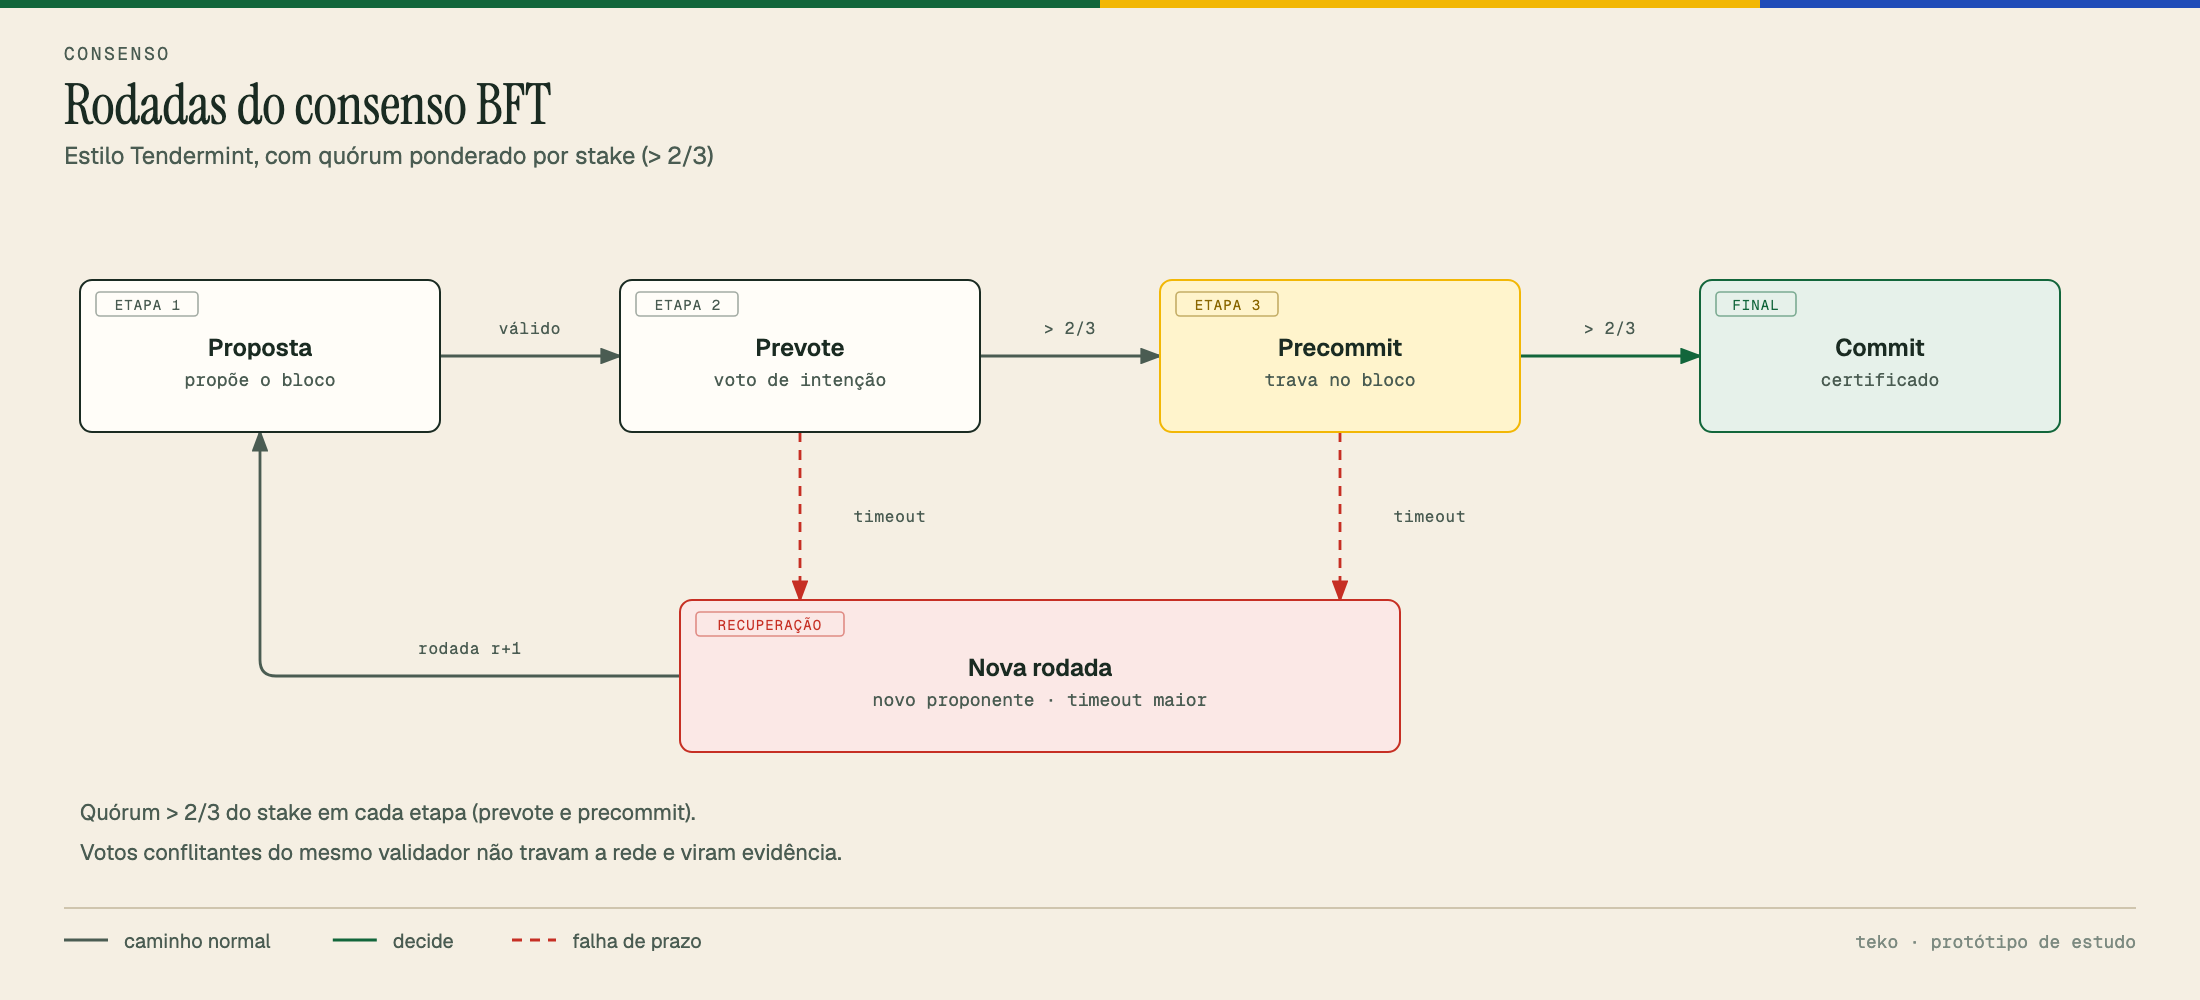 CONSENSO
Rodadas do consenso BFT
Estilo Tendermint, com quórum ponderado por stake (> 2/3)
ETAPA 1
Proposta
propõe o bloco
válido
ETAPA 2
Prevote
voto de intenção
> 2/3
ETAPA 3
Precommit
trava no bloco
> 2/3
FINAL
Commit
certificado
timeout
timeout
rodada r+1
RECUPERAÇÃO
Nova rodada
novo proponente · timeout maior
Quórum > 2/3 do stake em cada etapa (prevote e precommit).
Votos conflitantes do mesmo validador não travam a rede e viram evidência.
caminho normal
decide
falha de prazo
teko · protótipo de estudo